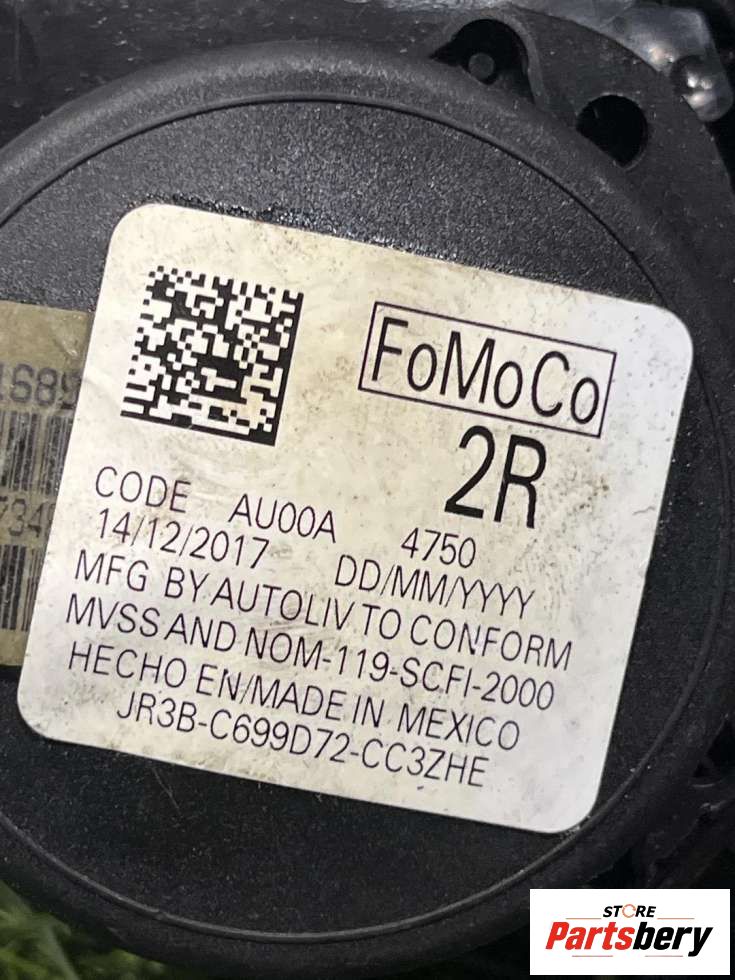 FoMoCo
2R
CODE AU00A 4750
14/12/2017 DD/MM/YYYY
MFG BY AUTOLIV TO CONFORM
MVSS AND NOM-119-SCFI-2000
HECHO EN/MADE IN MEXICO
JR3B-C699D72-CC3ZHE
STORE
Partsbery